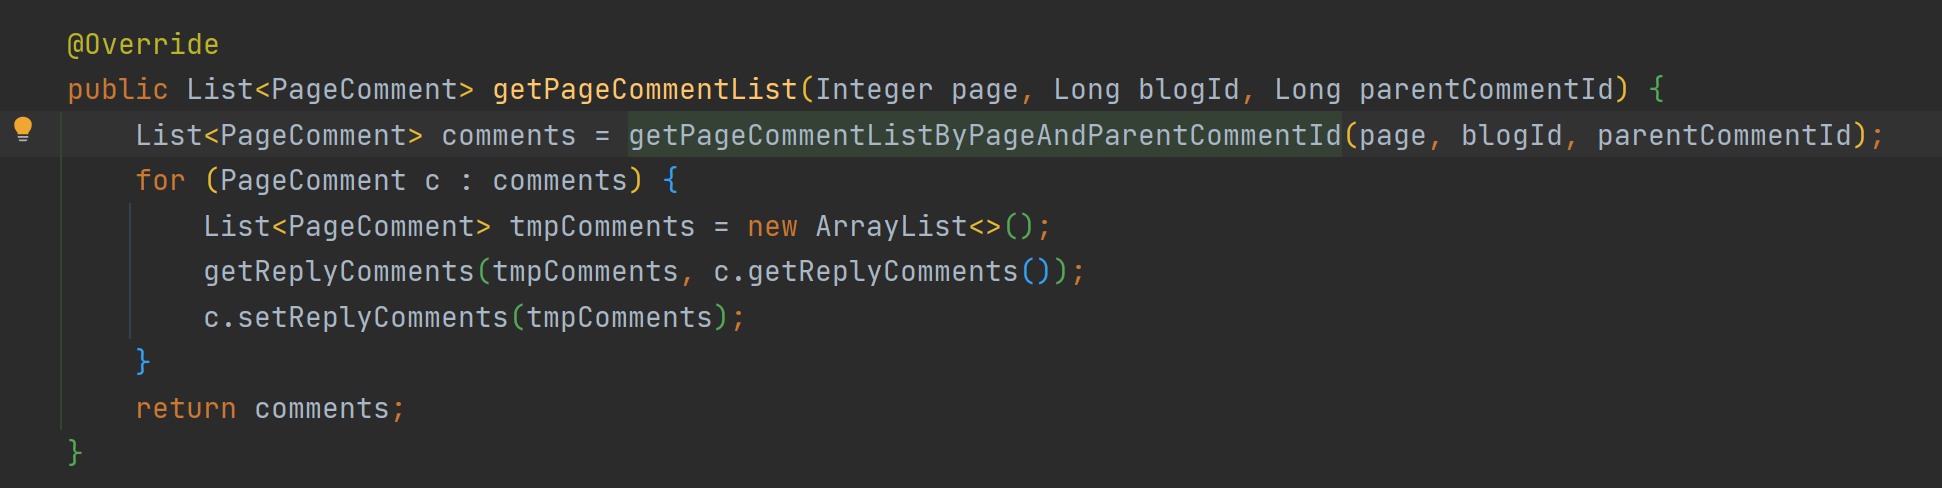 @Override
public List<PageComment> getPageCommentList(Integer page, Long blogId, Long parentCommentId) {
List<PageComment> comments = getPageCommentListByPageAndParentCommentId(page, blogId, parentCommentId);
for (PageComment c : comments) {
List<PageComment> tmpComments = new ArrayList<>();
getReplyComments(tmpComments, c.getReplyComments());
c.setReplyComments(tmpComments);
}
return comments;
}